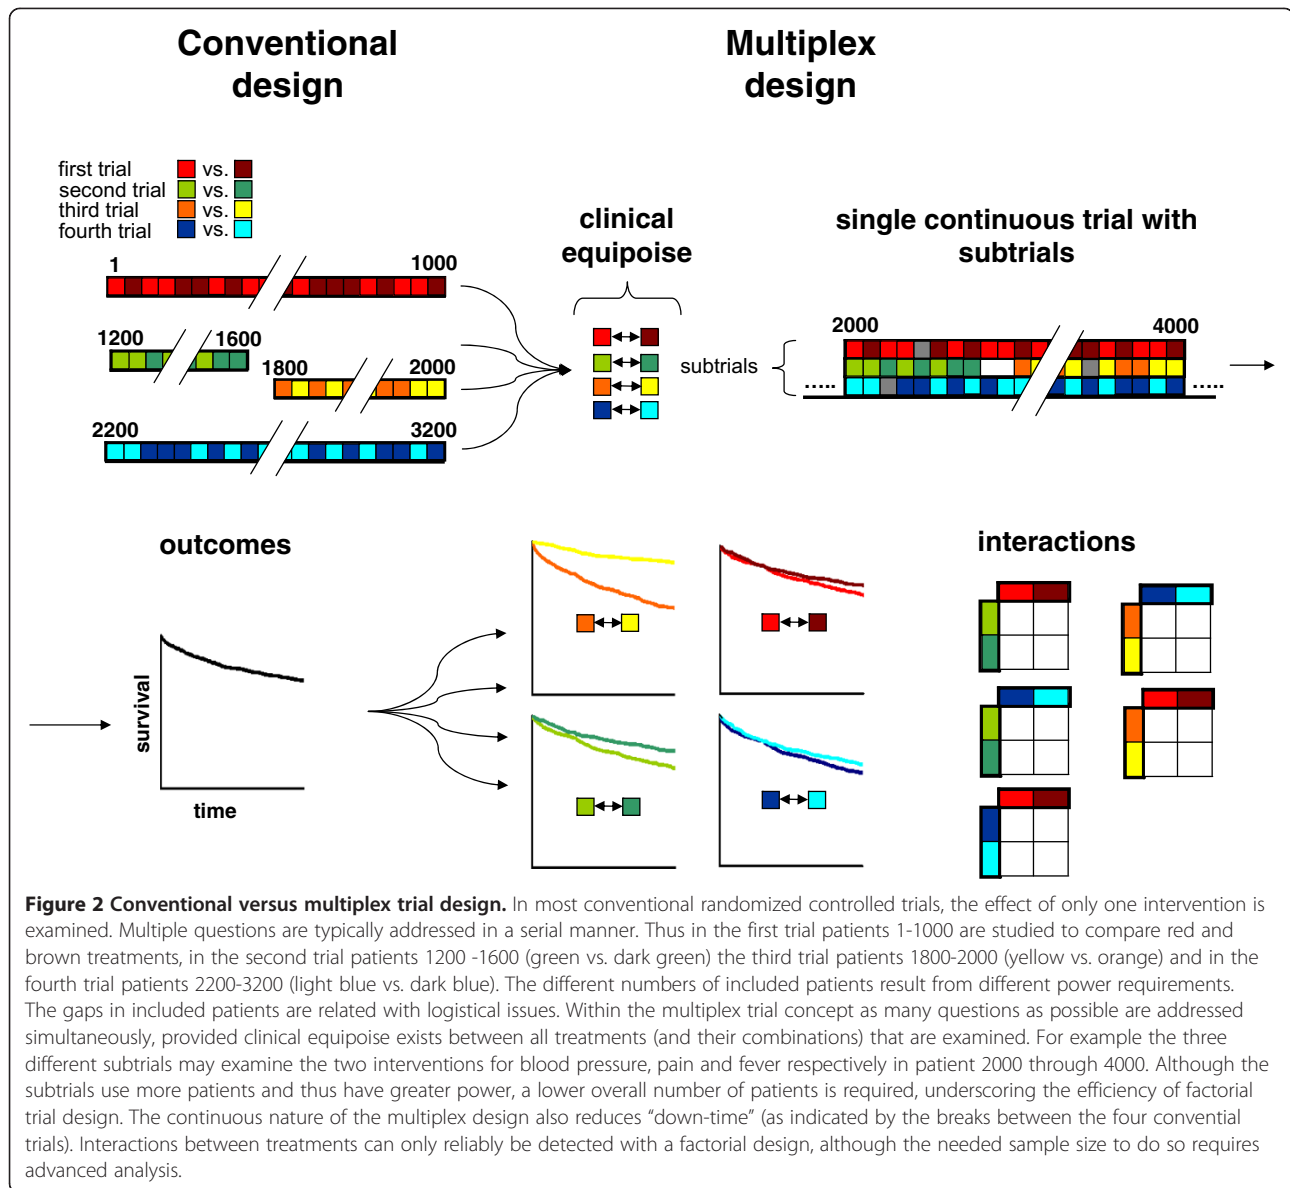 Conventional
design
Multiplex
design
first trial vs.
second trial vs.
third trial vs.
fourth trial vs.
1 1000
1200 1600
1800 2000
2200 3200
clinical
equipoise
single continuous trial with
subtrials
subtrials
2000 4000
..... .....
outcomes
survival
time
interactions
Figure 2 Conventional versus multiplex trial design. In most conventional randomized controlled trials, the effect of only one intervention is
examined. Multiple questions are typically addressed in a serial manner. Thus in the first trial patients 1-1000 are studied to compare red and
brown treatments, in the second trial patients 1200 -1600 (green vs. dark green) the third trial patients 1800-2000 (yellow vs. orange) and in the
fourth trial patients 2200-3200 (light blue vs. dark blue). The different numbers of included patients result from different power requirements.
The gaps in included patients are related with logistical issues. Within the multiplex trial concept as many questions as possible are addressed
simultaneously, provided clinical equipoise exists between all treatments (and their combinations) that are examined. For example the three
different subtrials may examine the two interventions for blood pressure, pain and fever respectively in patient 2000 through 4000. Although the
subtrials use more patients and thus have greater power, a lower overall number of patients is required, underscoring the efficiency of factorial
trial design. The continuous nature of the multiplex design also reduces “down-time” (as indicated by the breaks between the four convential
trials). Interactions between treatments can only reliably be detected with a factorial design, although the needed sample size to do so requires
advanced analysis.